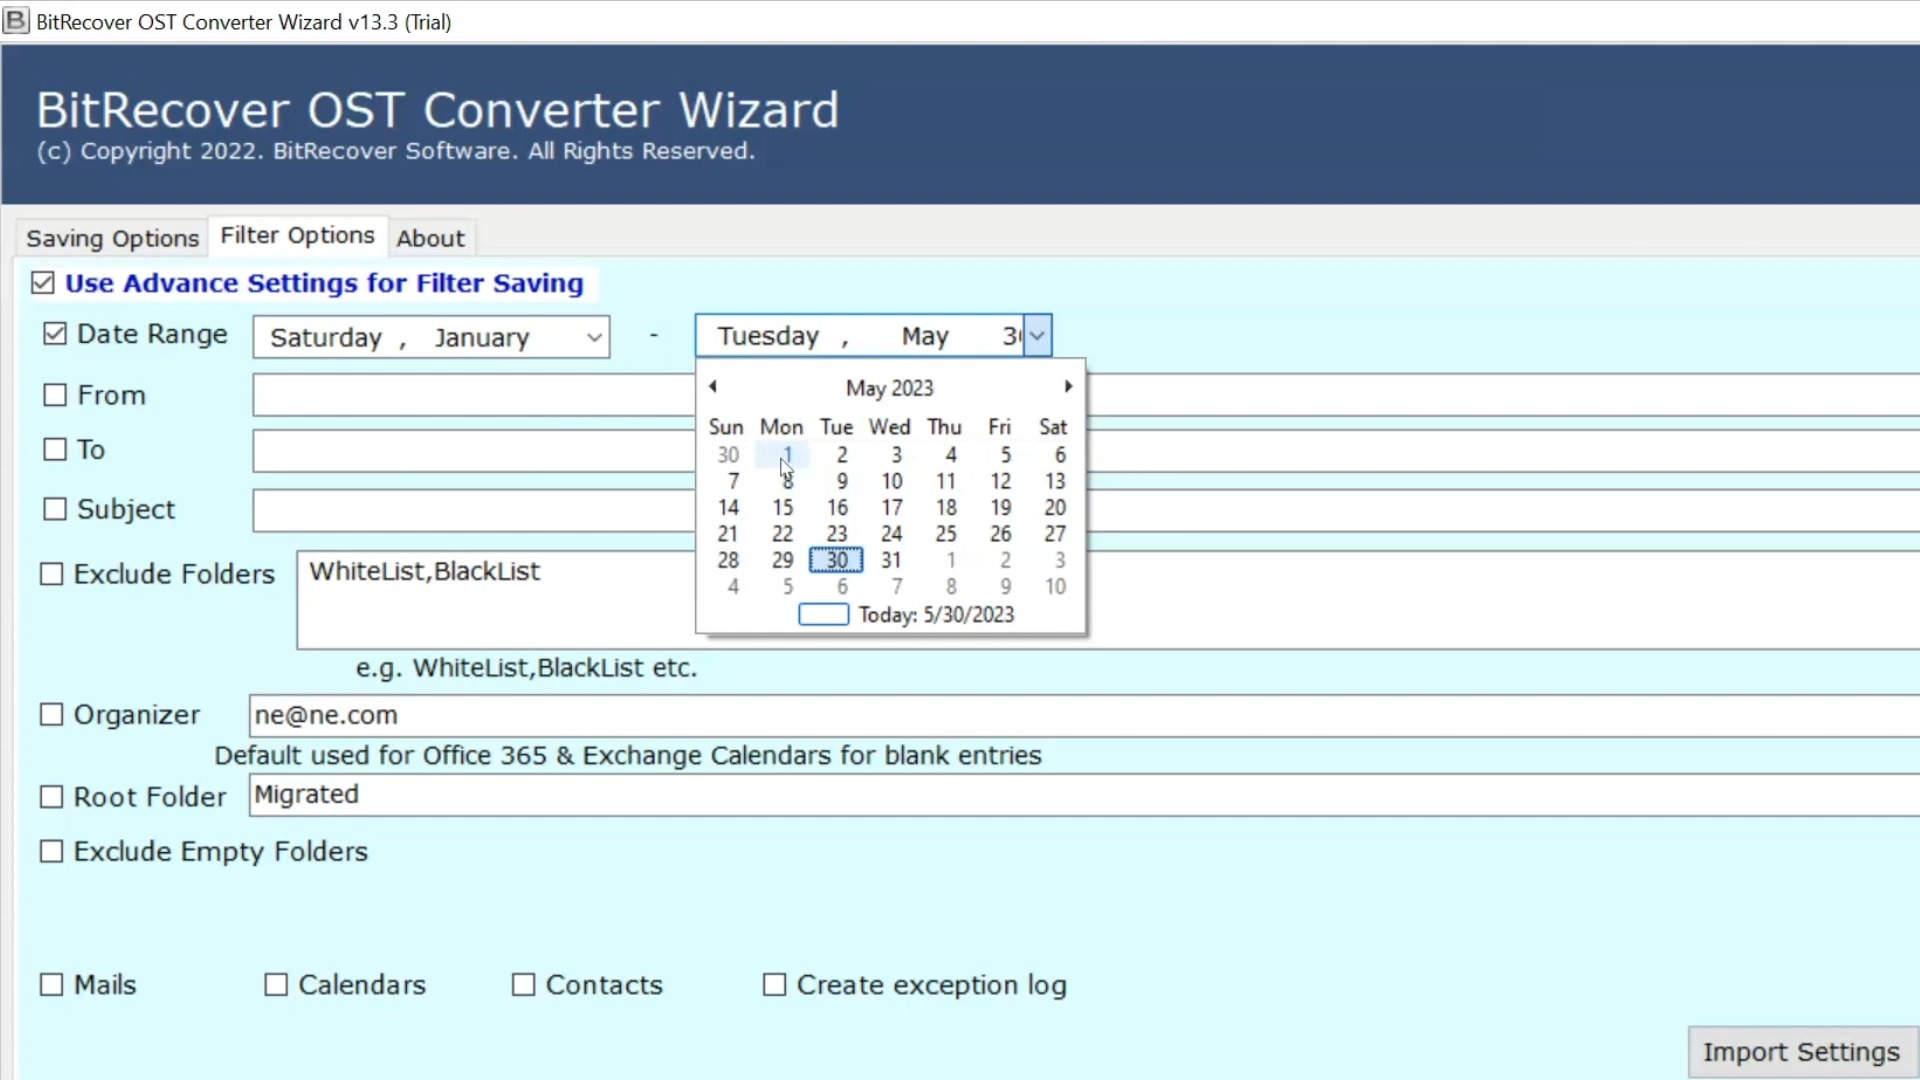 BitRecover OST Converter Wizard v13.3 (Trial)
BitRecover OST Converter Wizard
(c) Copyright 2022. BitRecover Software. All Rights Reserved.
Saving Options Filter Options About
Use Advance Settings for Filter Saving
Date Range Saturday , January - Tuesday , May 30
From
To
Subject
May 2023
Sun Mon Tue Wed Thu Fri Sat
30 1 2 3 4 5 6
7 8 9 10 11 12 13
14 15 16 17 18 19 20
21 22 23 24 25 26 27
28 29 30 31 1 2 3
4 5 6 7 8 9 10
Today: 5/30/2023
Exclude Folders WhiteList,BlackList
e.g. WhiteList,BlackList etc.
Organizer ne@ne.com
Default used for Office 365 & Exchange Calendars for blank entries
Root Folder Migrated
Exclude Empty Folders
Mails Calendars Contacts Create exception log
Import Settings